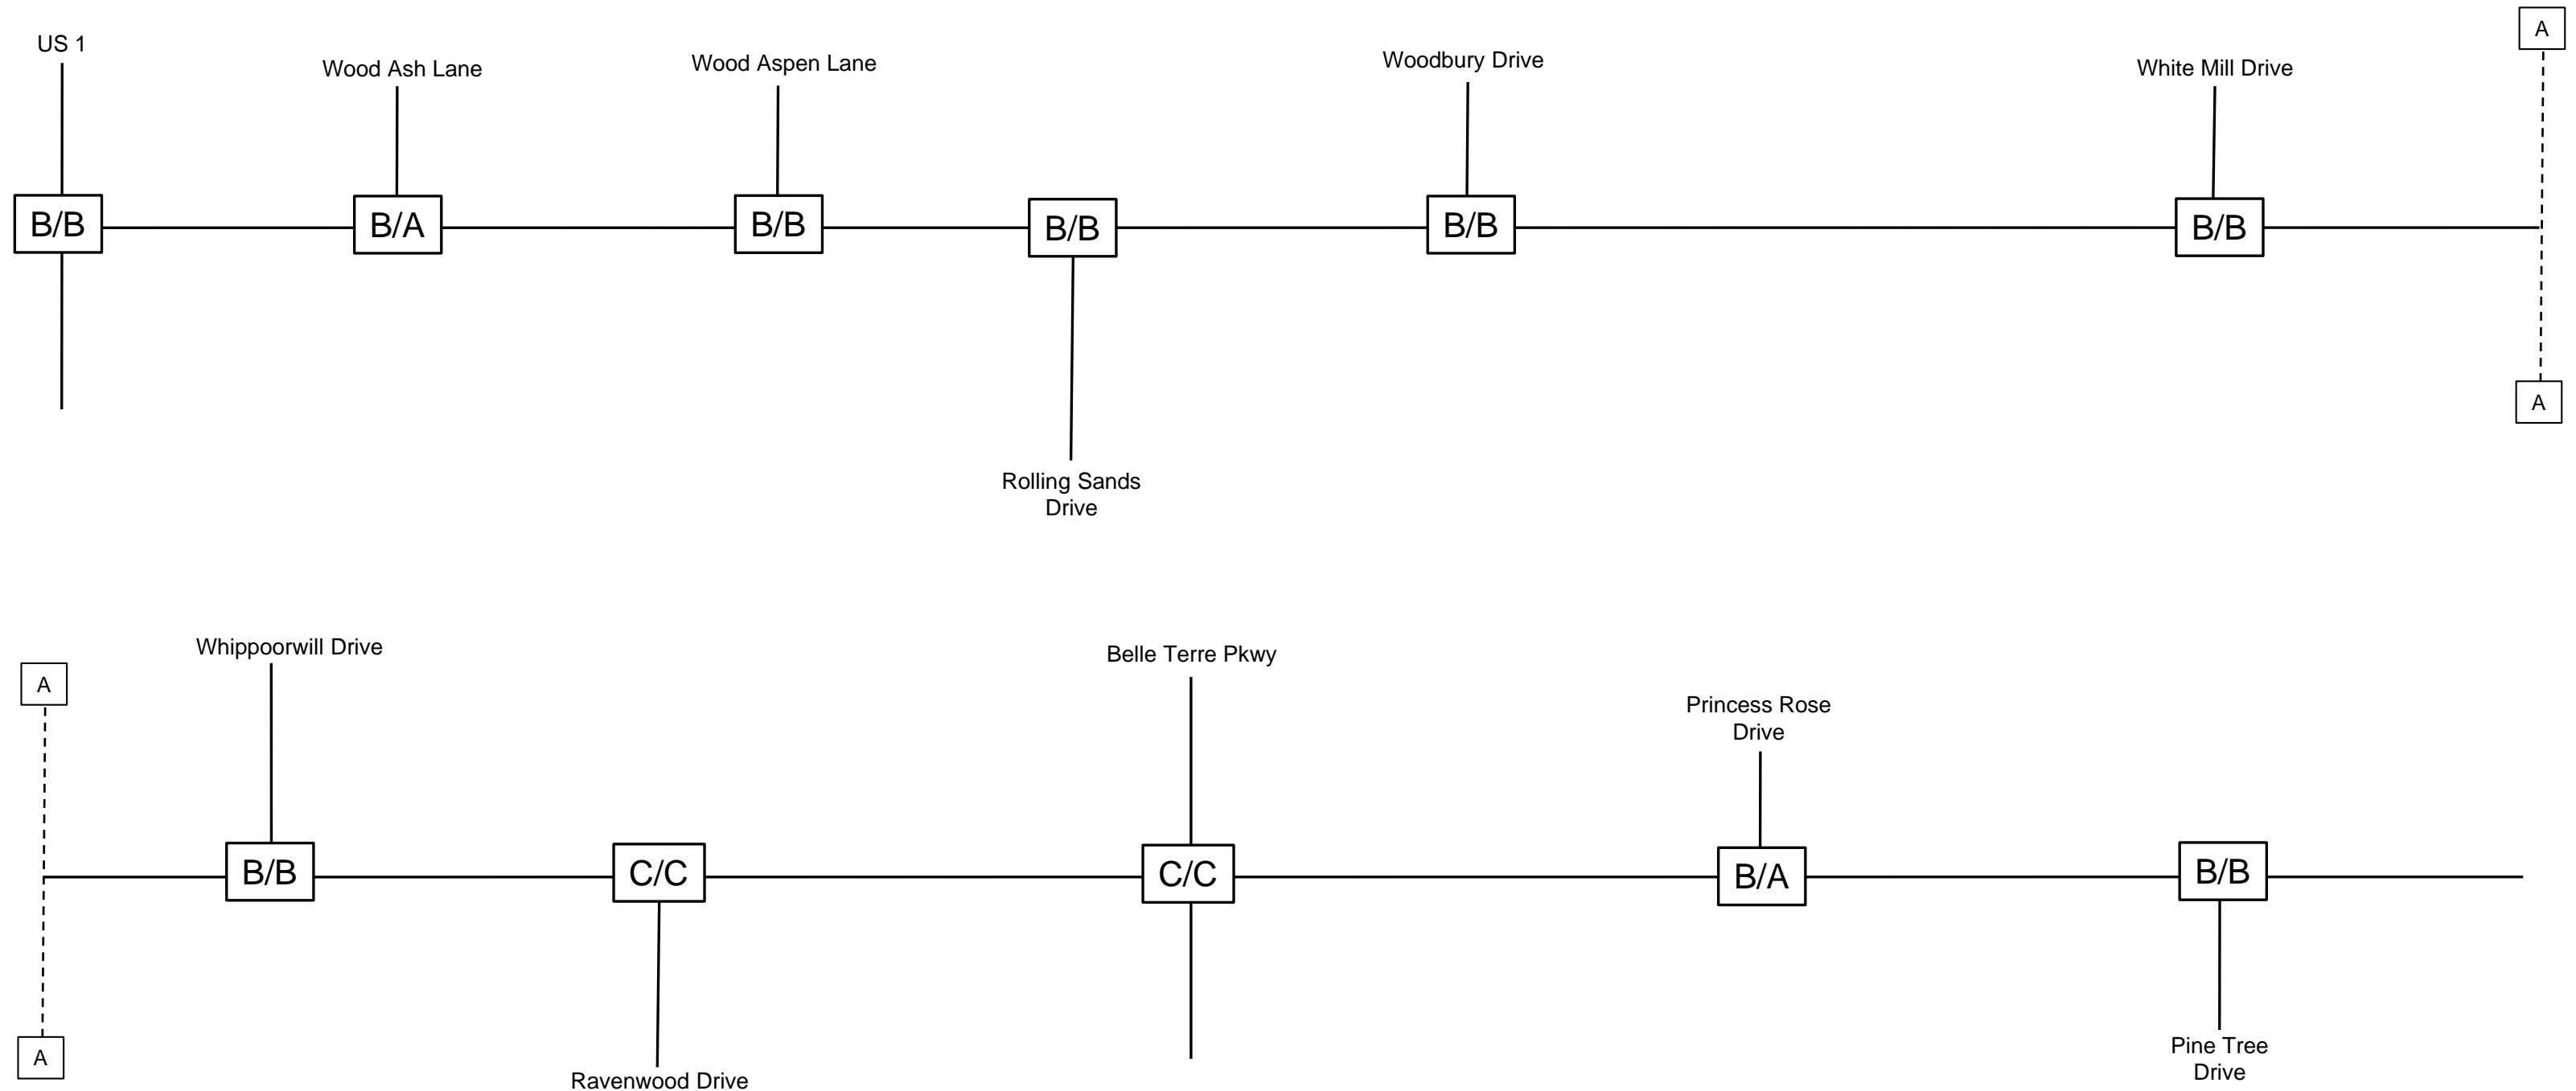 A
US 1
Wood Ash Lane
Wood Aspen Lane
Woodbury Drive
White Mill Drive
B/B
B/A
B/B
B/B
B/B
B/B
A
Rolling Sands
Drive
Whippoorwill Drive
Belle Terre Pkwy
A
Princess Rose
Drive
B/B
C/C
C/C
B/A
B/B
A
Ravenwood Drive
Pine Tree
Drive